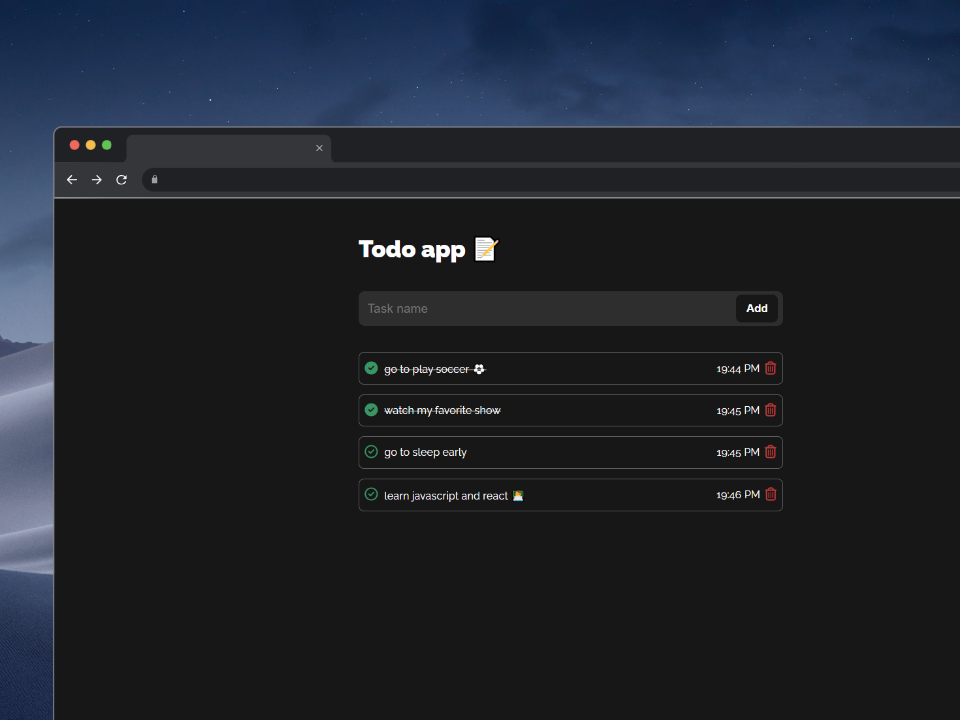 Todo app 📝
Task name
Add
go to play soccer ⚽ 19:44 PM
watch my favorite show 19:45 PM
go to sleep early 19:45 PM
learn javascript and react 👨‍💻 19:46 PM